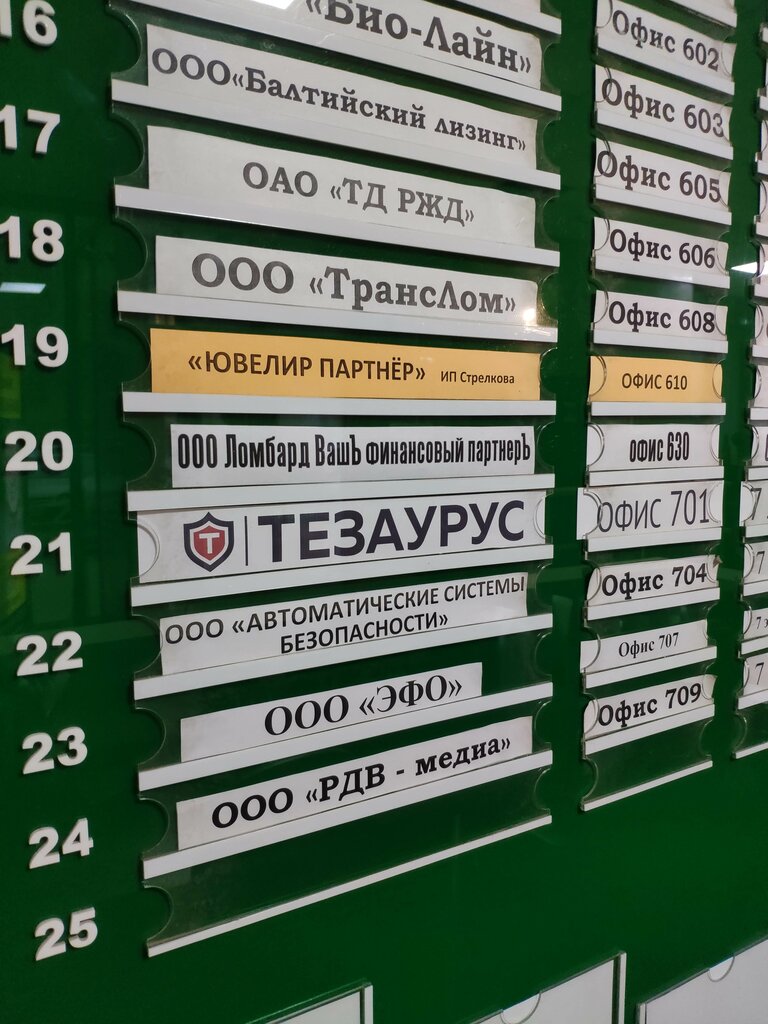 16 «Био-Лайн» Офис 602
ООО«Балтийский лизинг» Офис 603
17 ОАО «ТД РЖД» Офис 605
18 ООО «ТрансЛом» Офис 606
Офис 608
19 «ЮВЕЛИР ПАРТНЁР» ИП Стрелкова ОФИС 610
20 ООО Ломбард ВашЪ финансовый партнерЪ офис 630
21 Т ТЕЗАУРУС ОФИС 701
22 ООО «АВТОМАТИЧЕСКИЕ СИСТЕМЫ
БЕЗОПАСНОСТИ» Офис 704
23 ООО «ЭФО» Офис 707
24 ООО «РДВ - медиа» Офис 709
25